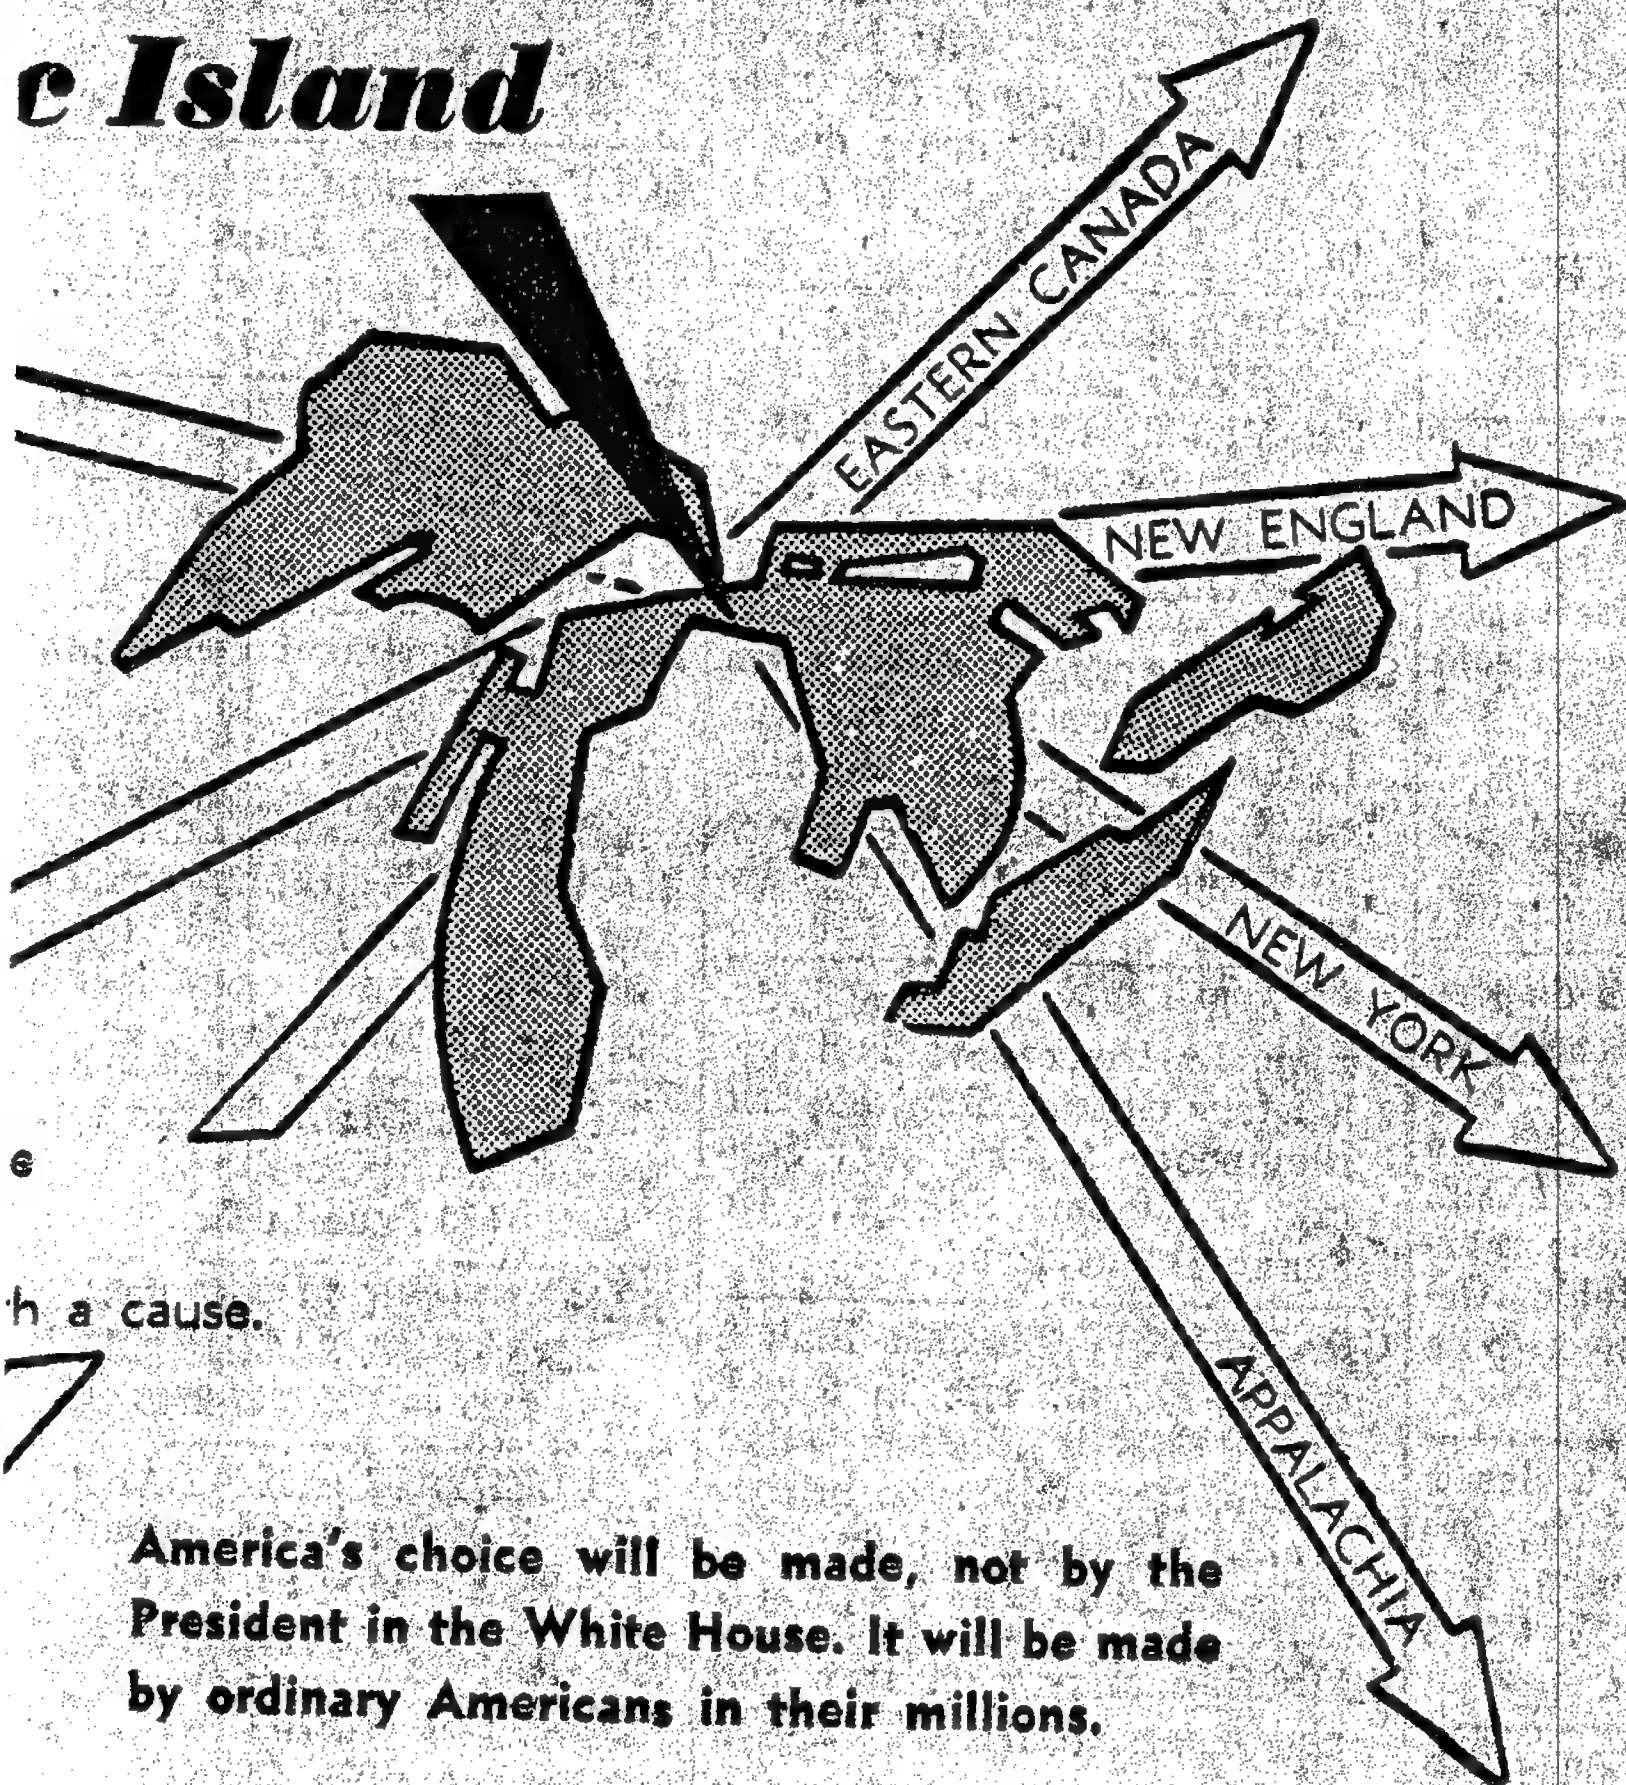 c Island
EASTERN CANADA
NEW ENGLAND
NEW YORK
e
h a cause.
APPALACHIA
America's choice will be made, not by the
President in the White House. It will be made
by ordinary Americans in their millions.